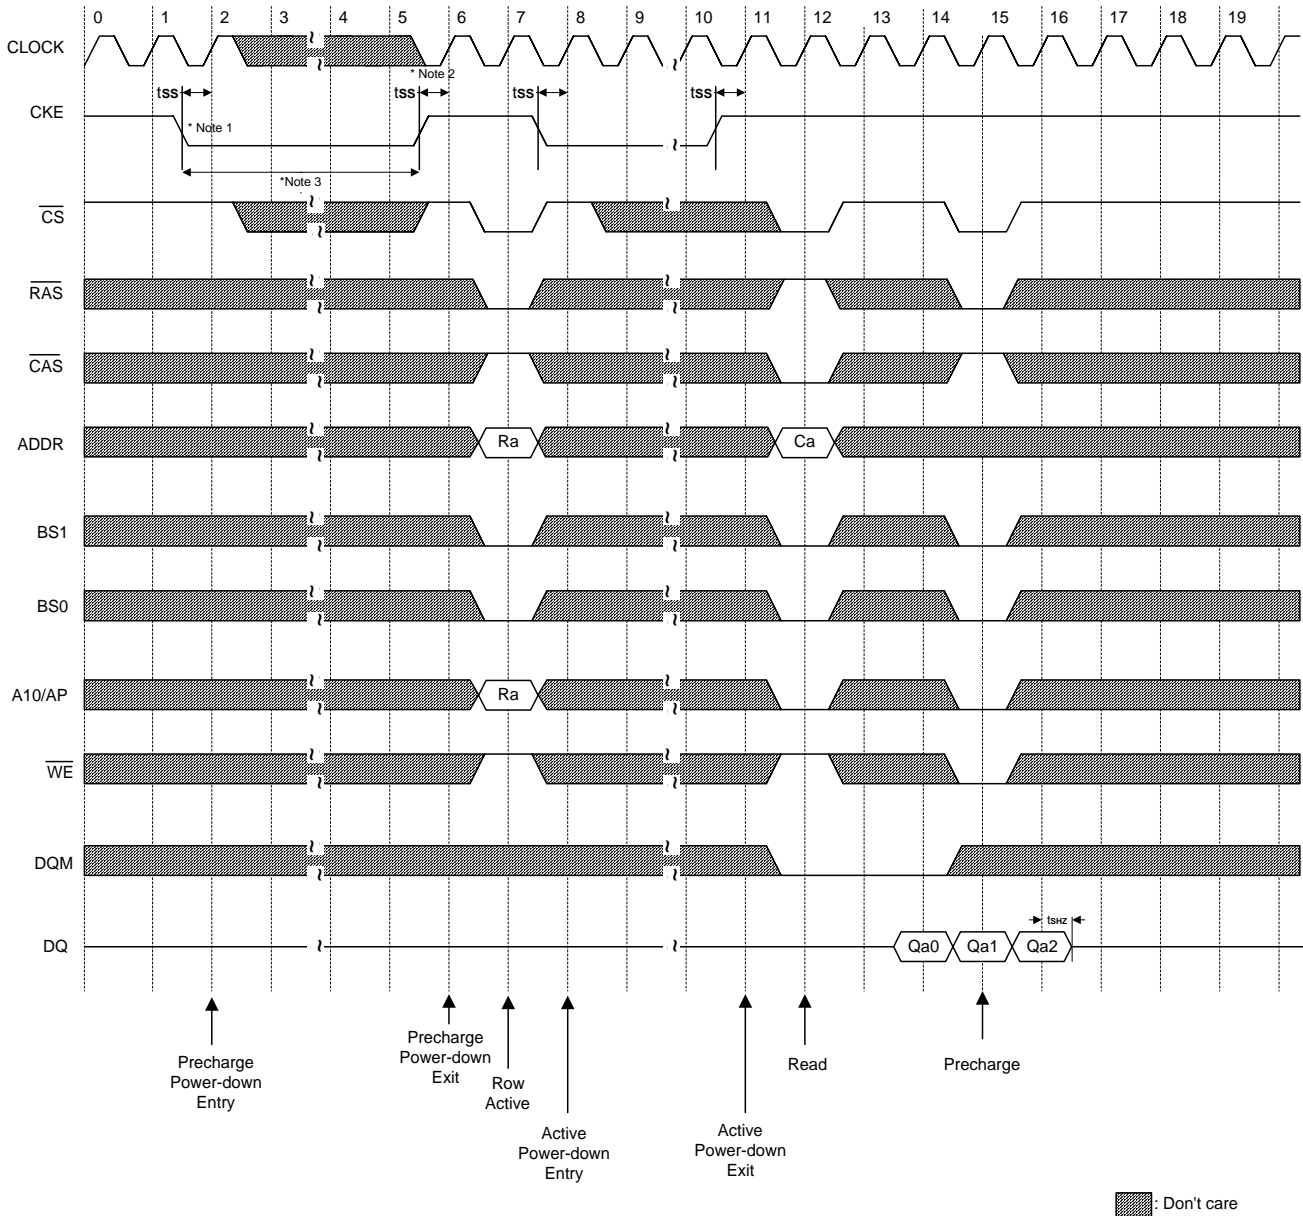 0 1 2 3 4 5 6 7 8 9 10 11 12 13 14 15 16 17 18 19
CLOCK
* Note 2
tss tss tss tss
CKE
* Note 1
*Note 3
CS
RAS
CAS
ADDR Ra Ca
BS1
BS0
A10/AP Ra
WE
DQM
tSHZ
DQ Qa0 Qa1 Qa2
Precharge
Power-down
Entry
Precharge
Power-down
Exit
Row
Active
Active
Power-down
Entry
Active
Power-down
Exit
Read
Precharge
: Don't care